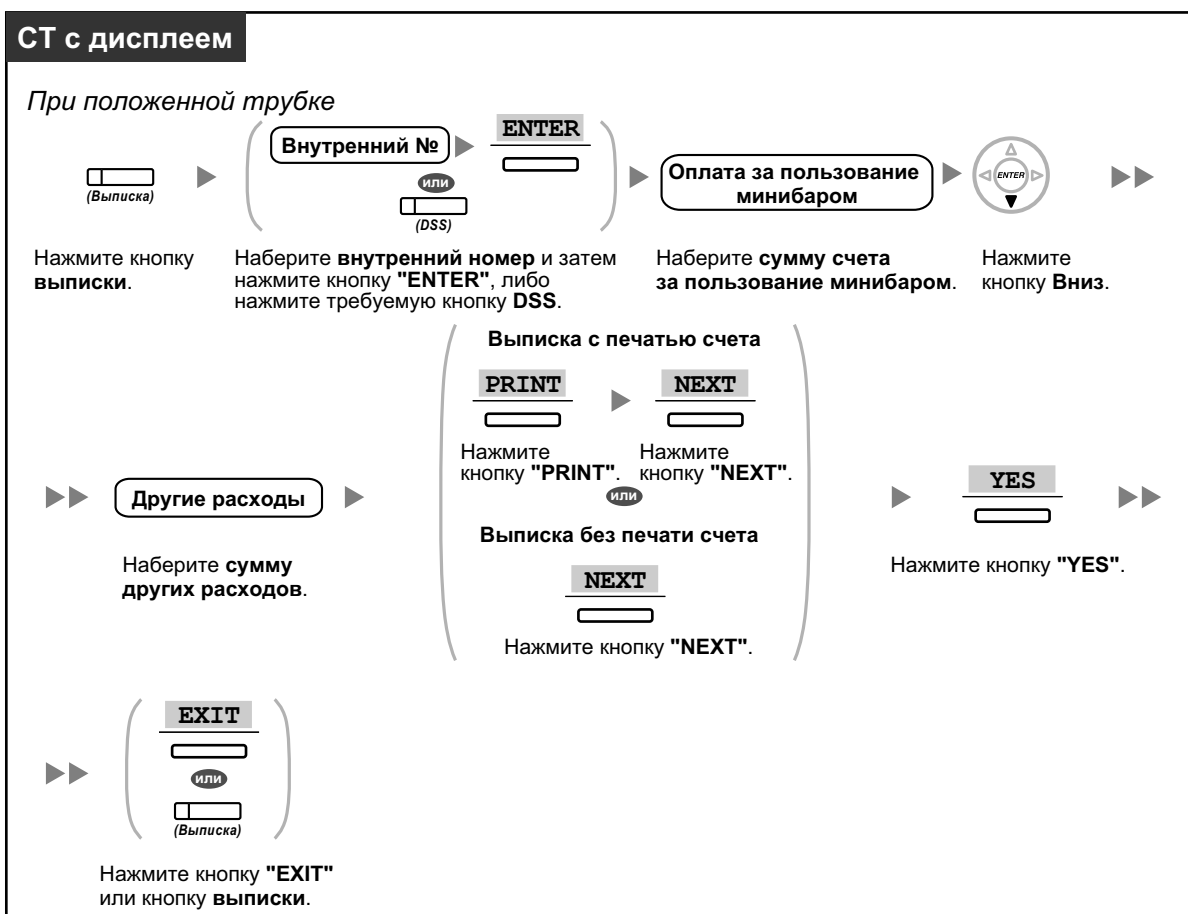 СТ с дисплеем
При положенной трубке
(Выписка)
Внутренний №
ENTER
или
(DSS)
Оплата за пользование
минибаром
ENTER
Нажмите кнопку
выписки.
Наберите внутренний номер и затем
нажмите кнопку "ENTER", либо
нажмите требуемую кнопку DSS.
Наберите сумму счета
за пользование минибаром.
Нажмите
кнопку Вниз.
Другие расходы
Наберите сумму
других расходов.
Выписка с печатью счета
PRINT
NEXT
Нажмите
кнопку "PRINT".
Нажмите
кнопку "NEXT".
или
Выписка без печати счета
NEXT
Нажмите кнопку "NEXT".
YES
Нажмите кнопку "YES".
EXIT
или
(Выписка)
Нажмите кнопку "EXIT"
или кнопку выписки.